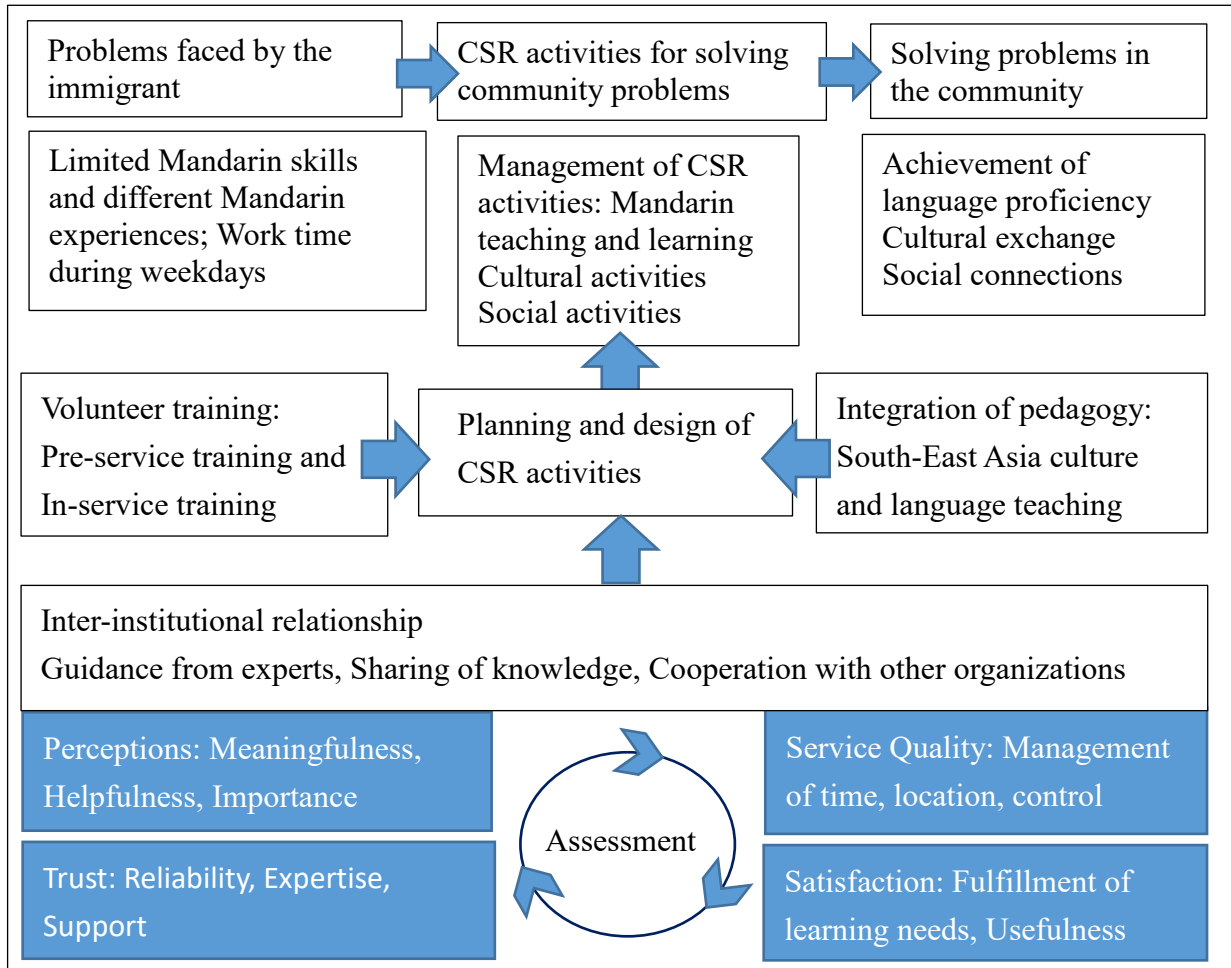 Problems faced by the
immigrant
CSR activities for solving
community problems
Solving problems in
the community
Limited Mandarin skills
and different Mandarin
experiences; Work time
during weekdays
Management of CSR
activities: Mandarin
teaching and learning
Cultural activities
Social activities
Achievement of
language proficiency
Cultural exchange
Social connections
Volunteer training:
Pre-service training and
In-service training
Planning and design of
CSR activities
Integration of pedagogy:
South-East Asia culture
and language teaching
Inter-institutional relationship
Guidance from experts, Sharing of knowledge, Cooperation with other organizations
Perceptions: Meaningfulness,
Helpfulness, Importance
Service Quality: Management
of time, location, control
Assessment
Trust: Reliability, Expertise,
Support
Satisfaction: Fulfillment of
learning needs, Usefulness